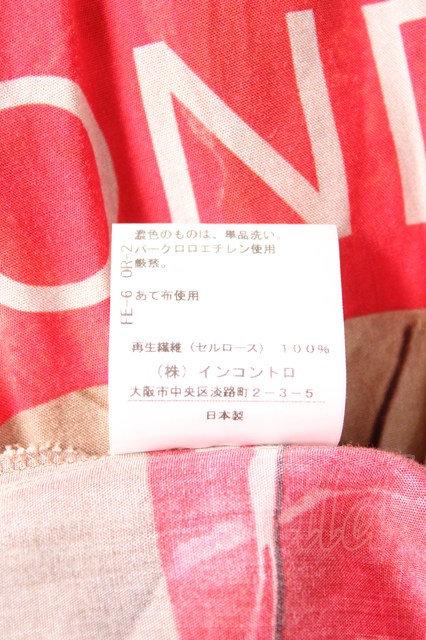 OND
濃色のものは、単品洗い。
パークロロエチレン使用
厳禁。
あて布使用
FE-6 OR-2
再生繊維（セルロース） 100%
（株）インコントロ
大阪市中央区淡路町2-3-5
日本製